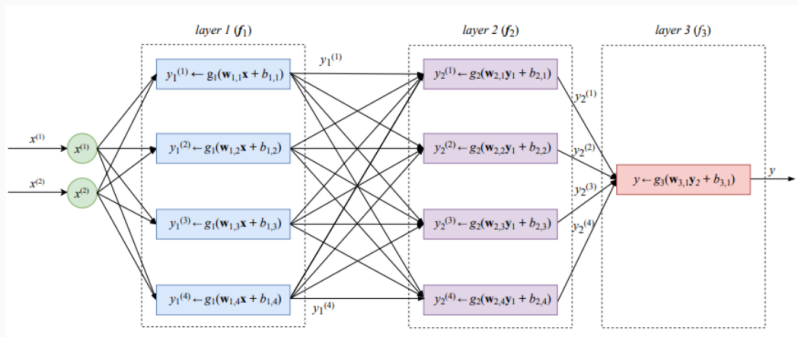 layer 1 (f₁)
layer 2 (f₂)
layer 3 (f₃)
y₁⁽¹⁾
y₁⁽¹⁾ ← g₁(w₁,₁x + b₁,₁)
y₂⁽¹⁾ ← g₂(w₂,₁y₁ + b₂,₁)
y₂⁽¹⁾
x⁽¹⁾
x⁽¹⁾
y₁⁽²⁾ ← g₁(w₁,₂x + b₁,₂)
y₂⁽²⁾ ← g₂(w₂,₂y₁ + b₂,₂)
y₂⁽²⁾
x⁽²⁾
x⁽²⁾
y ← g₃(w₃,₁y₂ + b₃,₁)
y
y₂⁽³⁾
y₁⁽³⁾ ← g₁(w₁,₃x + b₁,₃)
y₂⁽³⁾ ← g₂(w₂,₃y₁ + b₂,₃)
y₂⁽⁴⁾
y₁⁽⁴⁾ ← g₁(w₁,₄x + b₁,₄)
y₁⁽⁴⁾
y₂⁽⁴⁾ ← g₂(w₂,₄y₁ + b₂,₄)